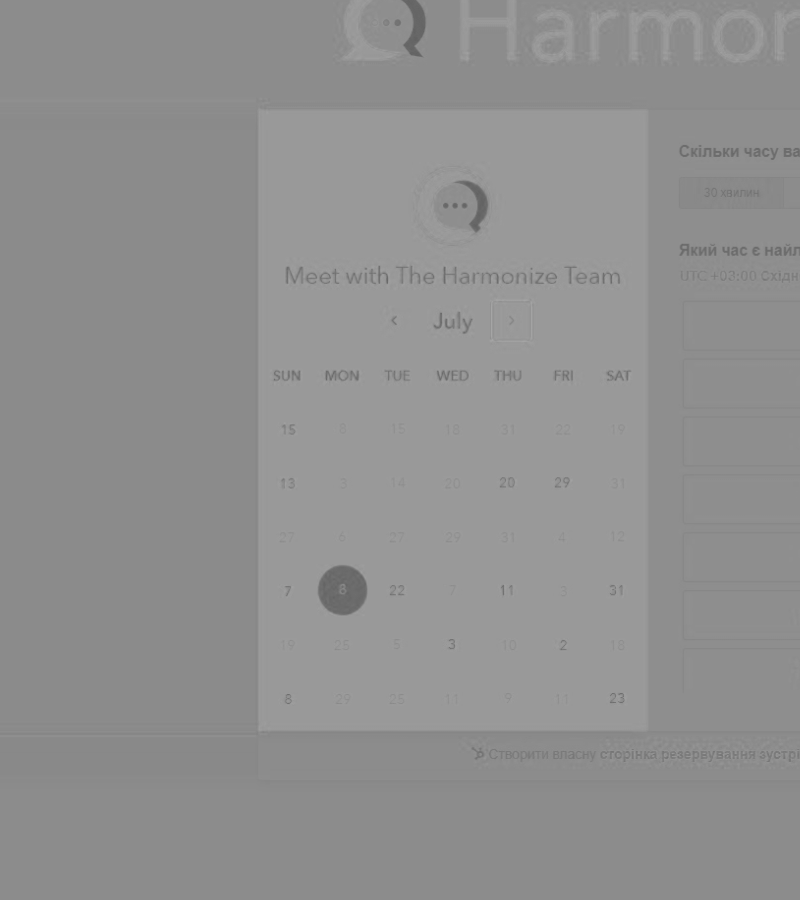 Harmor
Скільки часу ва
30 хвилин
Meet with The Harmonize Team
Який час є найл
UTC +03:00 Східн
July
SUN MON TUE WED THU FRI SAT
15 8 15 18 31 22 19
13 3 14 20 20 29 31
27 6 27 29 31 4 12
7 8 22 7 11 3 31
19 25 5 3 10 2 18
8 29 25 11 9 11 23
Створити власну сторінка резервування зустрі